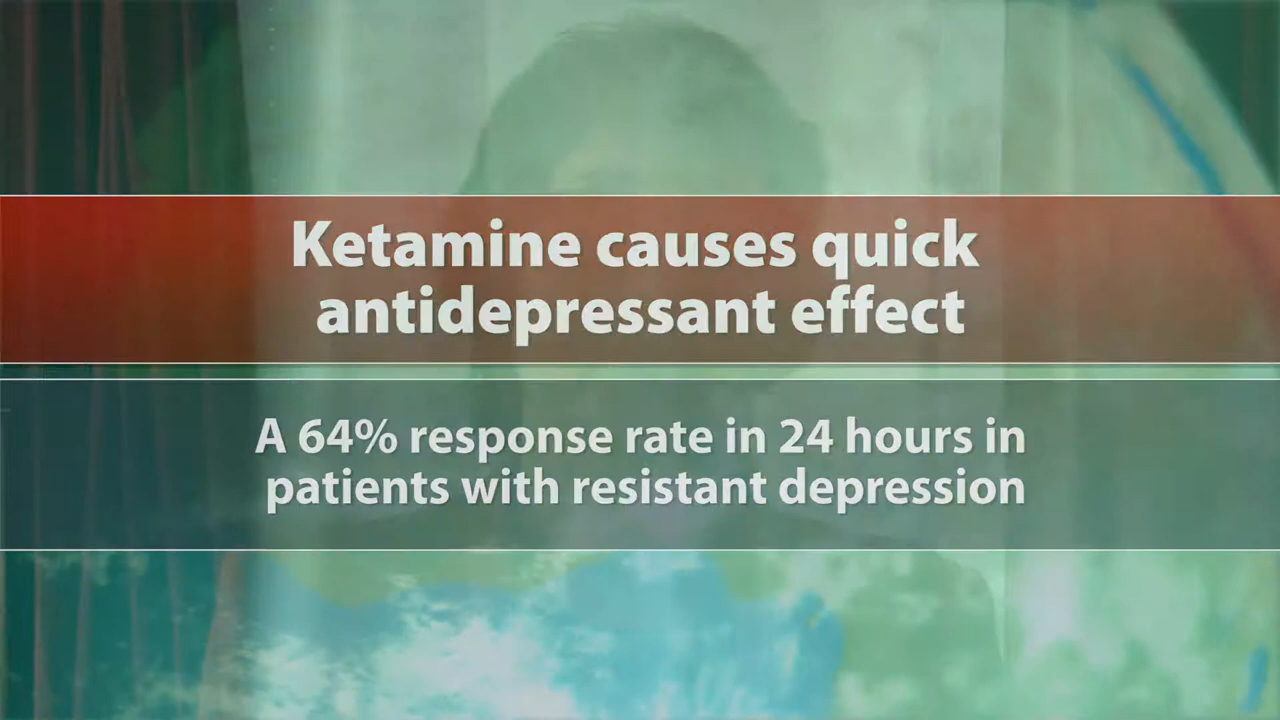 Ketamine causes quick
antidepressant effect
A 64% response rate in 24 hours in
patients with resistant depression